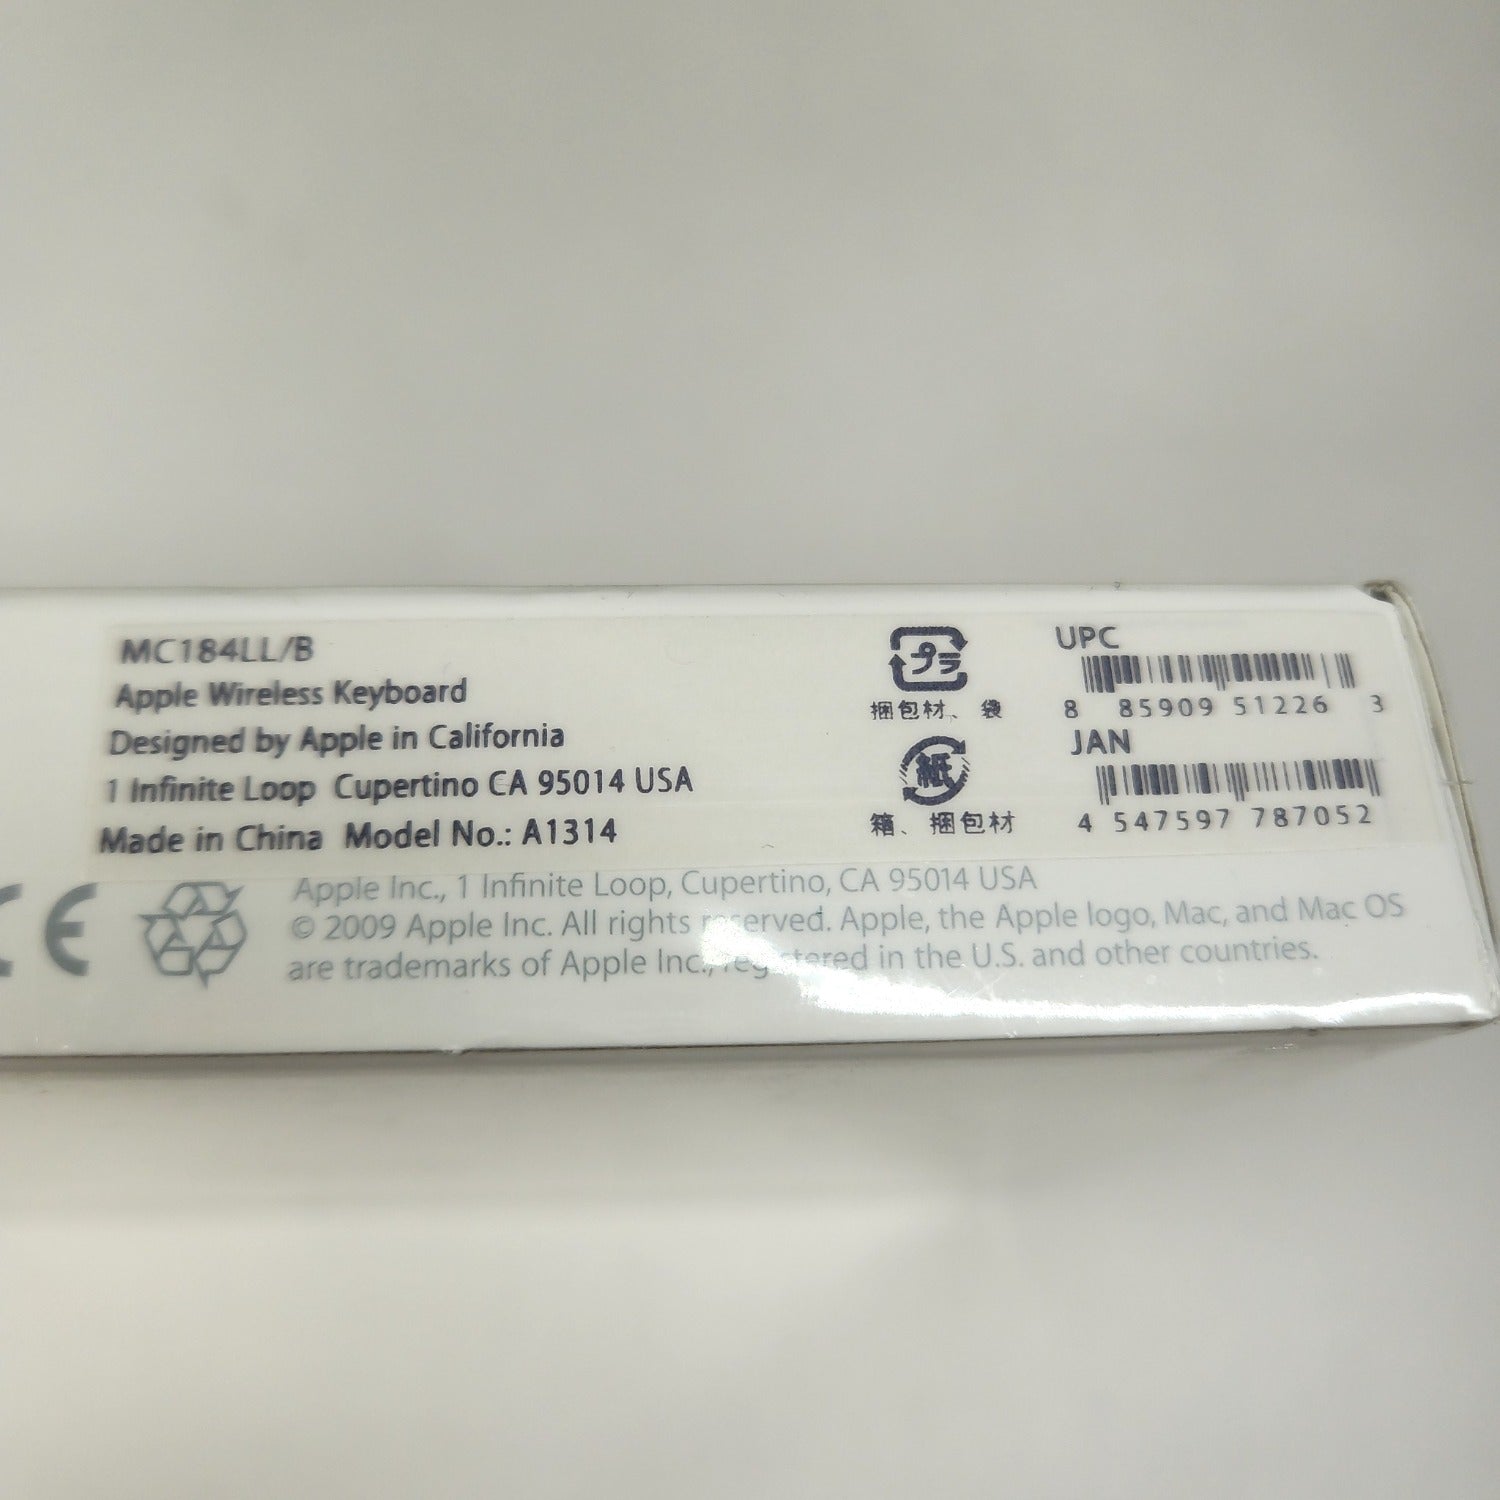 MC184LL/B
Apple Wireless Keyboard
Designed by Apple in California
1 Infinite Loop Cupertino CA 95014 USA
Made in China Model No.: A1314
プラ
捆包材、袋
紙
箱、捆包材
UPC
8 85909 51226 3
JAN
4 547597 787052
CE
Apple Inc., 1 Infinite Loop, Cupertino, CA 95014 USA
© 2009 Apple Inc. All rights reserved. Apple, the Apple logo, Mac, and Mac OS
are trademarks of Apple Inc., registered in the U.S. and other countries.